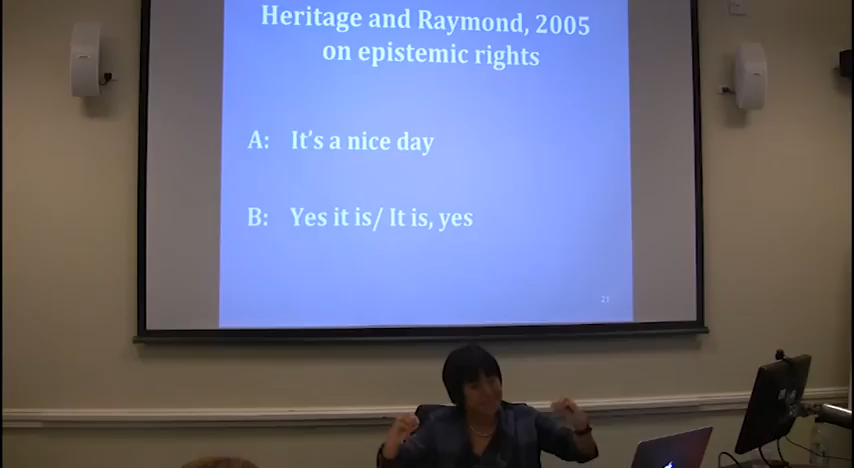 Heritage and Raymond, 2005
on epistemic rights
A: It's a nice day
B: Yes it is/ It is, yes
21